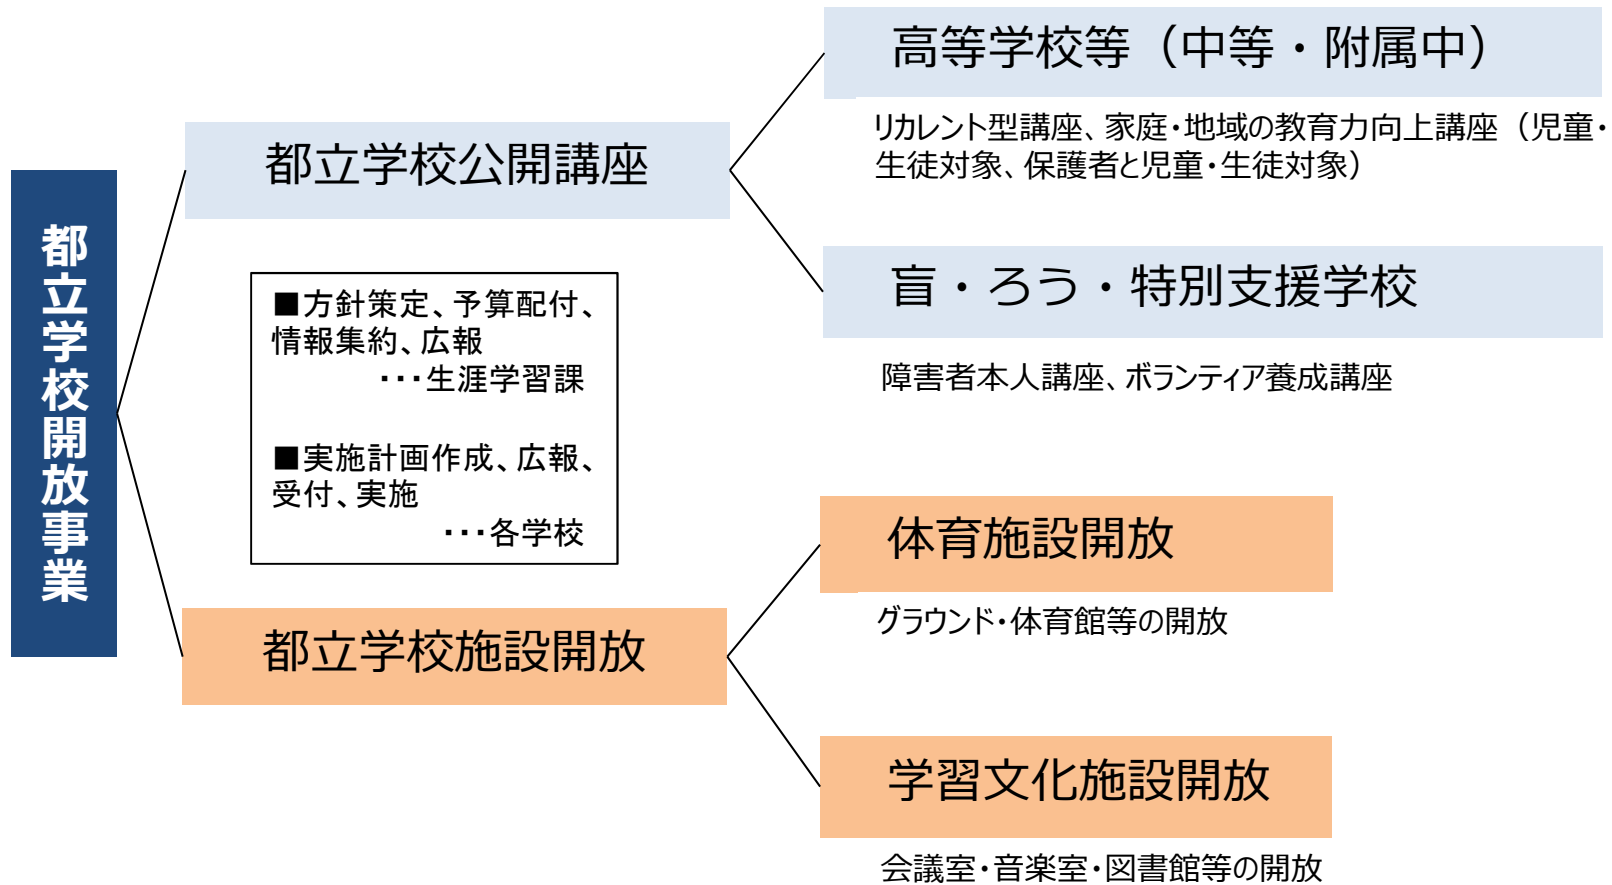 都立学校開放事業
都立学校公開講座
■方針策定、予算配付、
情報集約、広報
・・・生涯学習課
■実施計画作成、広報、
受付、実施
・・・各学校
都立学校施設開放
高等学校等（中等・附属中）
リカレント型講座、家庭・地域の教育力向上講座（児童・
生徒対象、保護者と児童・生徒対象）
盲・ろう・特別支援学校
障害者本人講座、ボランティア養成講座
体育施設開放
グラウンド・体育館等の開放
学習文化施設開放
会議室・音楽室・図書館等の開放